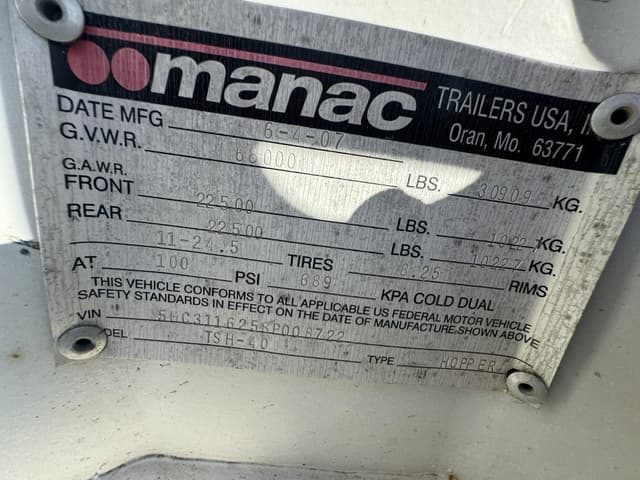 manac
TRAILERS USA, I
Oran, Mo. 63771
DATE MFG 6-4-07
G.V.W.R. 68000 LBS. 30909 KG.
G.A.W.R.
FRONT 22500 LBS. 10227 KG.
REAR 22500 LBS. 10227 KG.
11-24.5 TIRES 8.25 RIMS
AT 100 PSI 689 KPA COLD DUAL
THIS VEHICLE CONFORMS TO ALL APPLICABLE US FEDERAL MOTOR VEHICLE
SAFETY STANDARDS IN EFFECT ON THE DATE OF MANUFACTURE SHOWN ABOVE
VIN
ODEL TSH-40 TYPE HOPPER